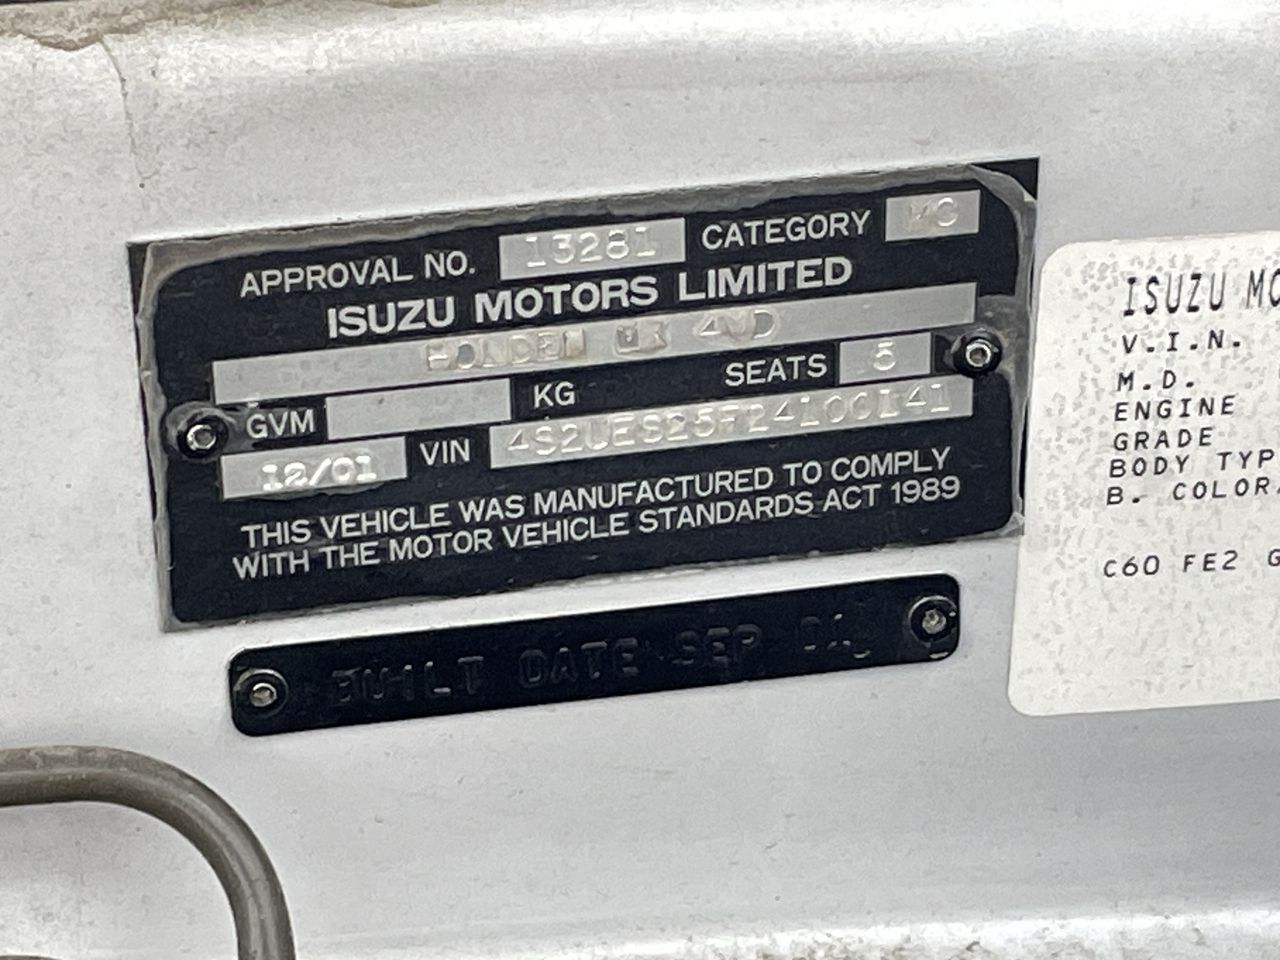 APPROVAL NO. 13281 CATEGORY MC
ISUZU MOTORS LIMITED
HOLDEN UX 4WD
GVM KG SEATS 5
12/01 VIN 4S2UES25F24100141
THIS VEHICLE WAS MANUFACTURED TO COMPLY
WITH THE MOTOR VEHICLE STANDARDS ACT 1989
BUILT DATE SEP 01
ISUZU MO
V.I.N.
M.D.
ENGINE
GRADE
BODY TYP
B. COLOR
C60 FE2 G